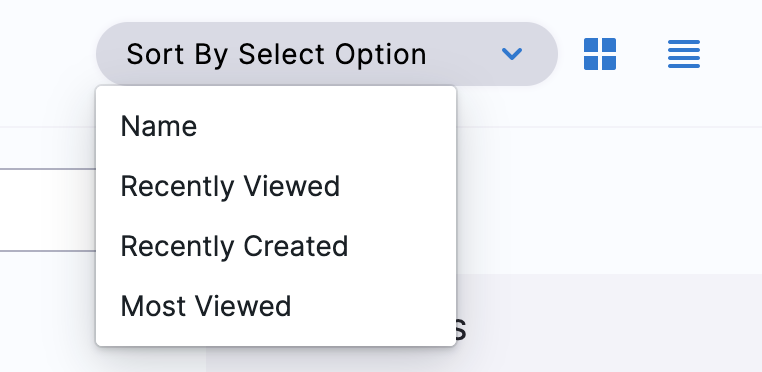 Sort By Select Option
Name
Recently Viewed
Recently Created
Most Viewed
s